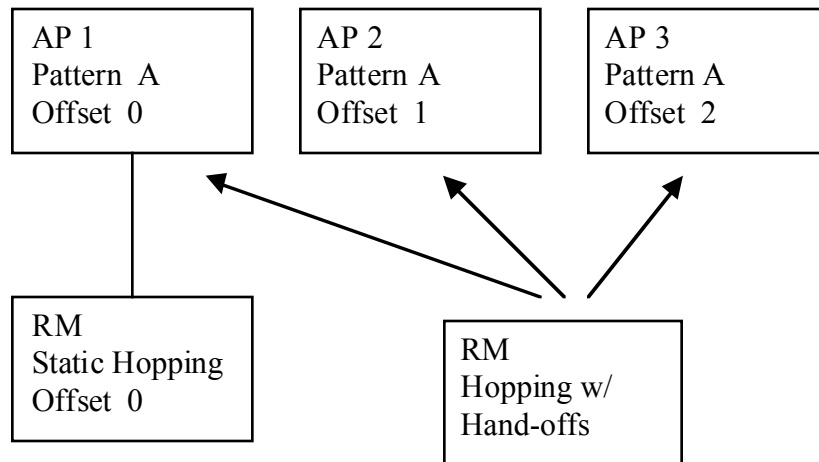 AP 1
Pattern A
Offset 0
AP 2
Pattern A
Offset 1
AP 3
Pattern A
Offset 2
RM
Static Hopping
Offset 0
RM
Hopping w/
Hand-offs